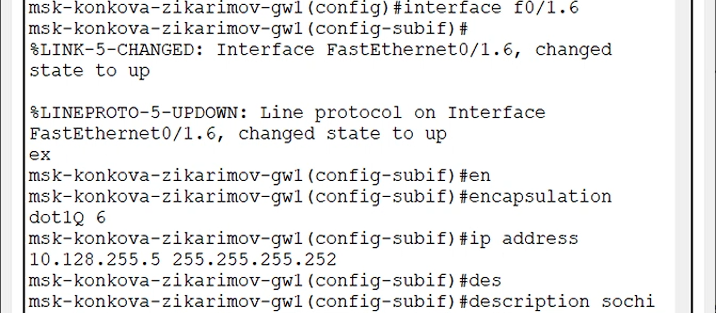 msk-konkova-zikarimov-gw1(config)#interface f0/1.6
msk-konkova-zikarimov-gw1(config-subif)#
%LINK-5-CHANGED: Interface FastEthernet0/1.6, changed
state to up
%LINEPROTO-5-UPDOWN: Line protocol on Interface
FastEthernet0/1.6, changed state to up
ex
msk-konkova-zikarimov-gw1(config-subif)#en
msk-konkova-zikarimov-gw1(config-subif)#encapsulation
dot1Q 6
msk-konkova-zikarimov-gw1(config-subif)#ip address
10.128.255.5 255.255.255.252
msk-konkova-zikarimov-gw1(config-subif)#des
msk-konkova-zikarimov-gw1(config-subif)#description sochi